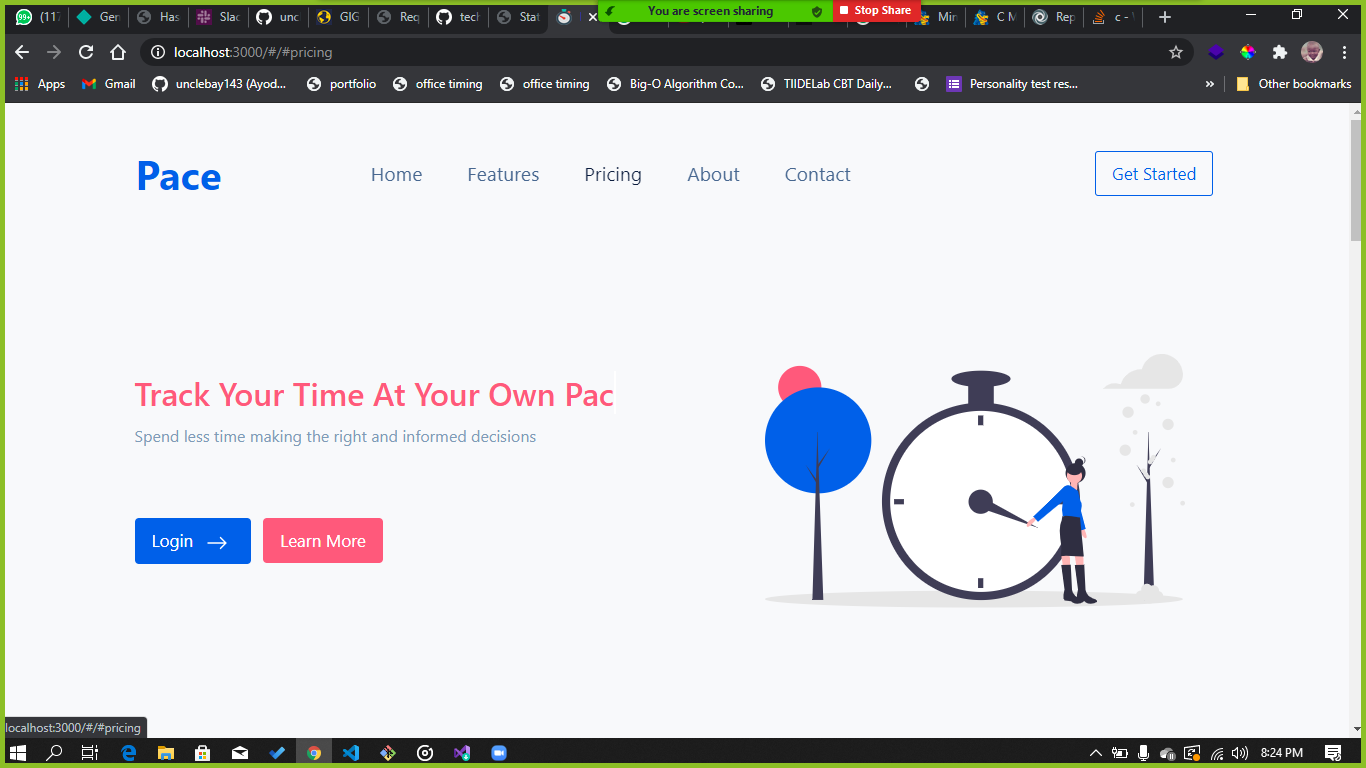 (117
Gen
Has
Slac
unc
GIG
Req
tech
Stat
You are screen sharing
Stop Share
Min
C M
Rep
c -
localhost:3000/#/#pricing
Apps
Gmail
unclebay143 (Ayod...
portfolio
office timing
office timing
Big-O Algorithm Co...
TIIDELab CBT Daily...
Personality test res...
»
Other bookmarks
Pace
Home
Features
Pricing
About
Contact
Get Started
Track Your Time At Your Own Pac
Spend less time making the right and informed decisions
Login
Learn More
localhost:3000/#/#pricing
8:24 PM